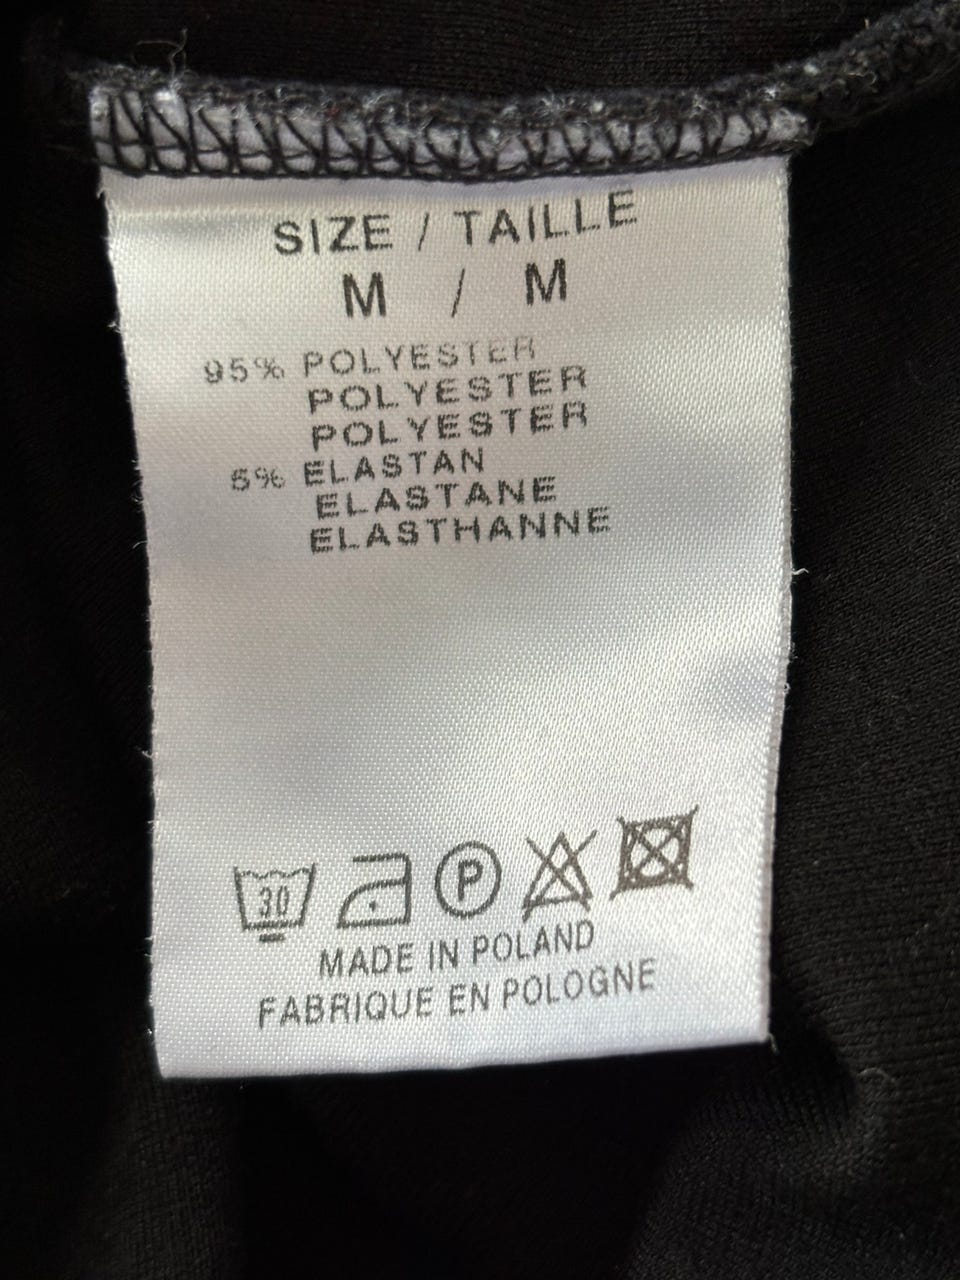 SIZE / TAILLE
M / M
95% POLYESTER
POLYESTER
POLYESTER
5% ELASTAN
ELASTANE
ELASTHANNE
30 P
MADE IN POLAND
FABRIQUE EN POLOGNE